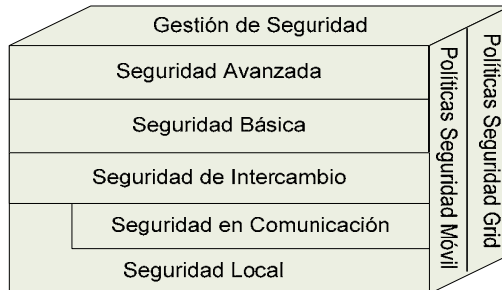 Gestión de Seguridad
Seguridad Avanzada
Seguridad Básica
Seguridad de Intercambio
Seguridad en Comunicación
Seguridad Local
Políticas Seguridad Móvil
Políticas Seguridad Grid